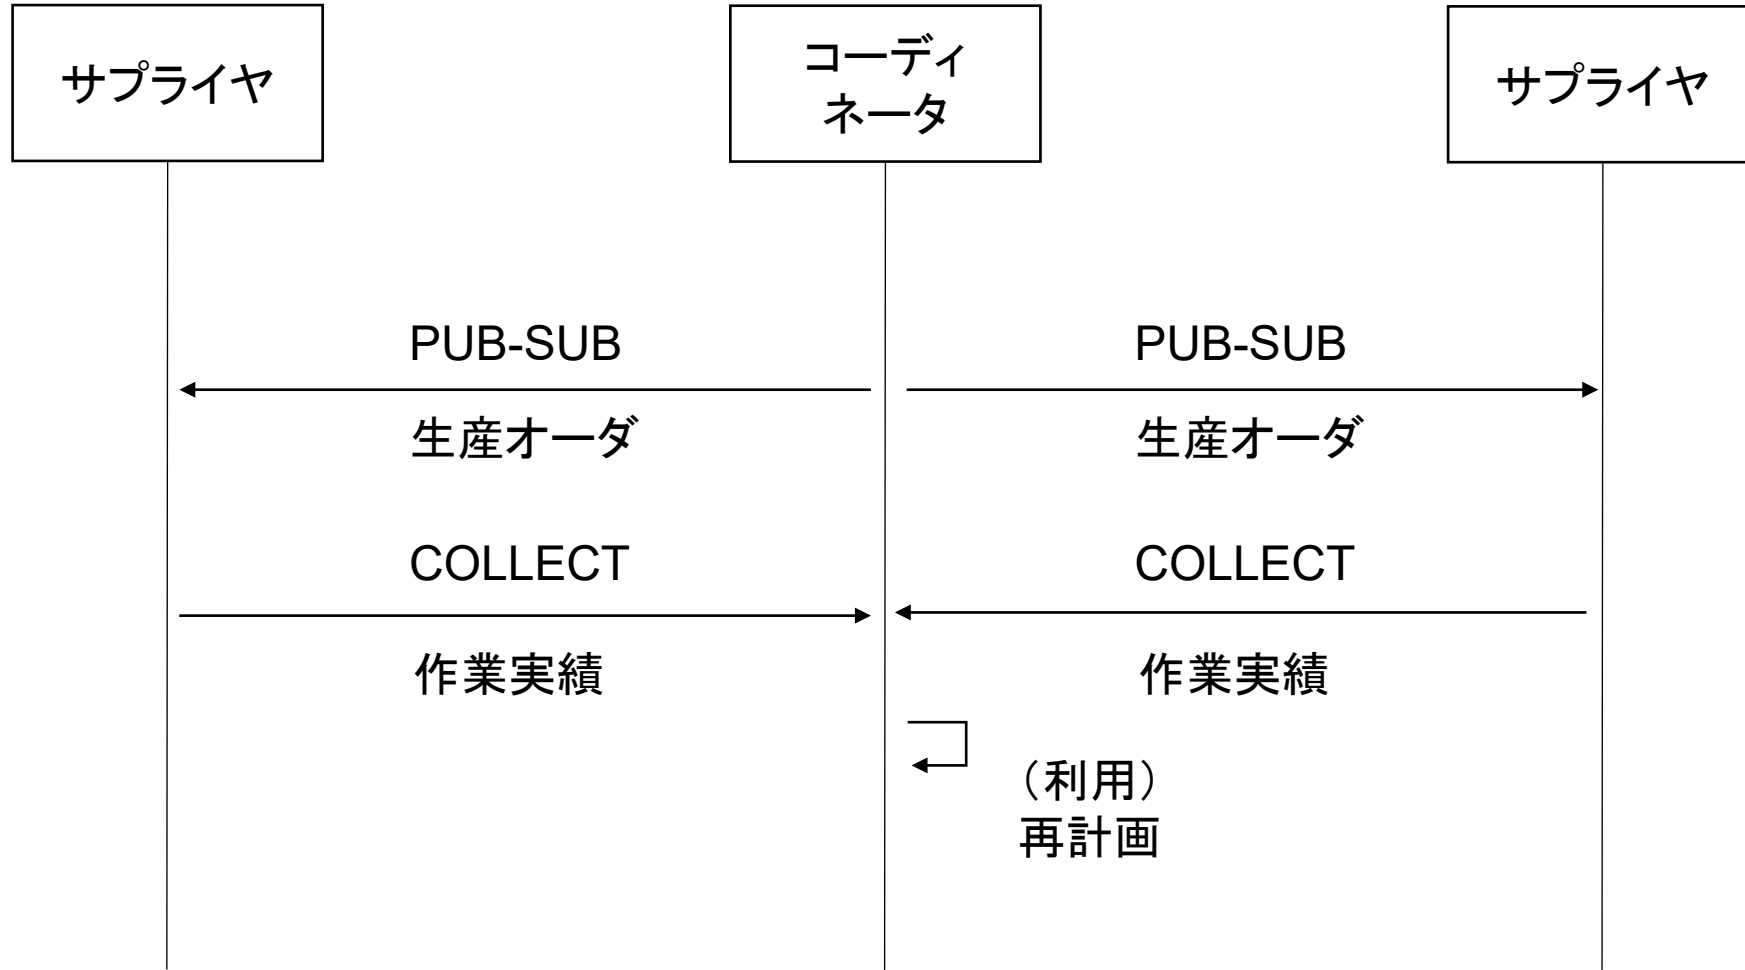 サプライヤ
コーディ
ネータ
サプライヤ
PUB-SUB
PUB-SUB
生産オーダ
生産オーダ
COLLECT
COLLECT
作業実績
作業実績
（利用）
再計画